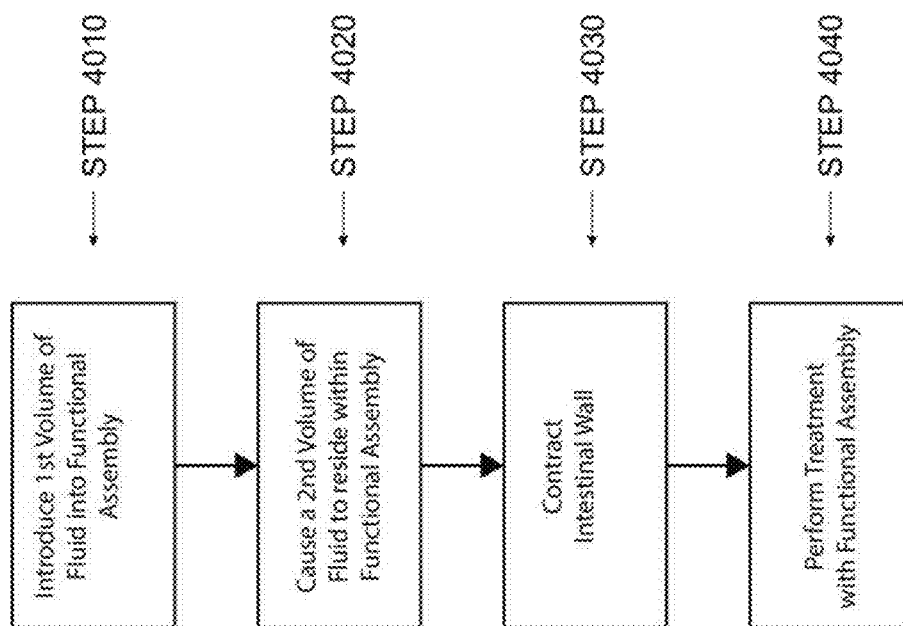 Introduce 1st Volume of
Fluid into Functional
Assembly
STEP 4010
Cause a 2nd Volume of
Fluid to reside within
Functional Assembly
STEP 4020
Contract
Intestinal Wall
STEP 4030
Perform Treatment
with Functional Assembly
STEP 4040